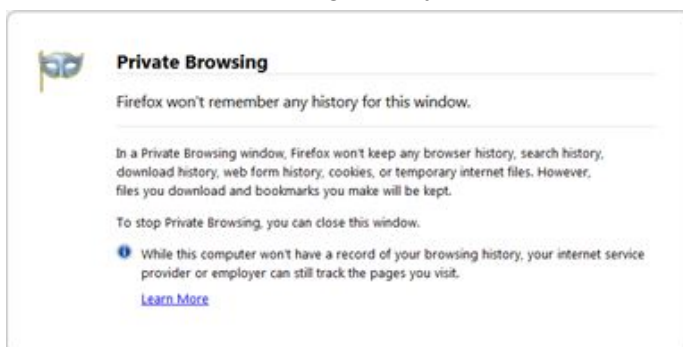 Private Browsing
Firefox won't remember any history for this window.
In a Private Browsing window, Firefox won't keep any browser history, search history,
download history, web form history, cookies, or temporary internet files. However,
files you download and bookmarks you make will be kept.
To stop Private Browsing, you can close this window.
While this computer won't have a record of your browsing history, your internet service
provider or employer can still track the pages you visit.
Learn More